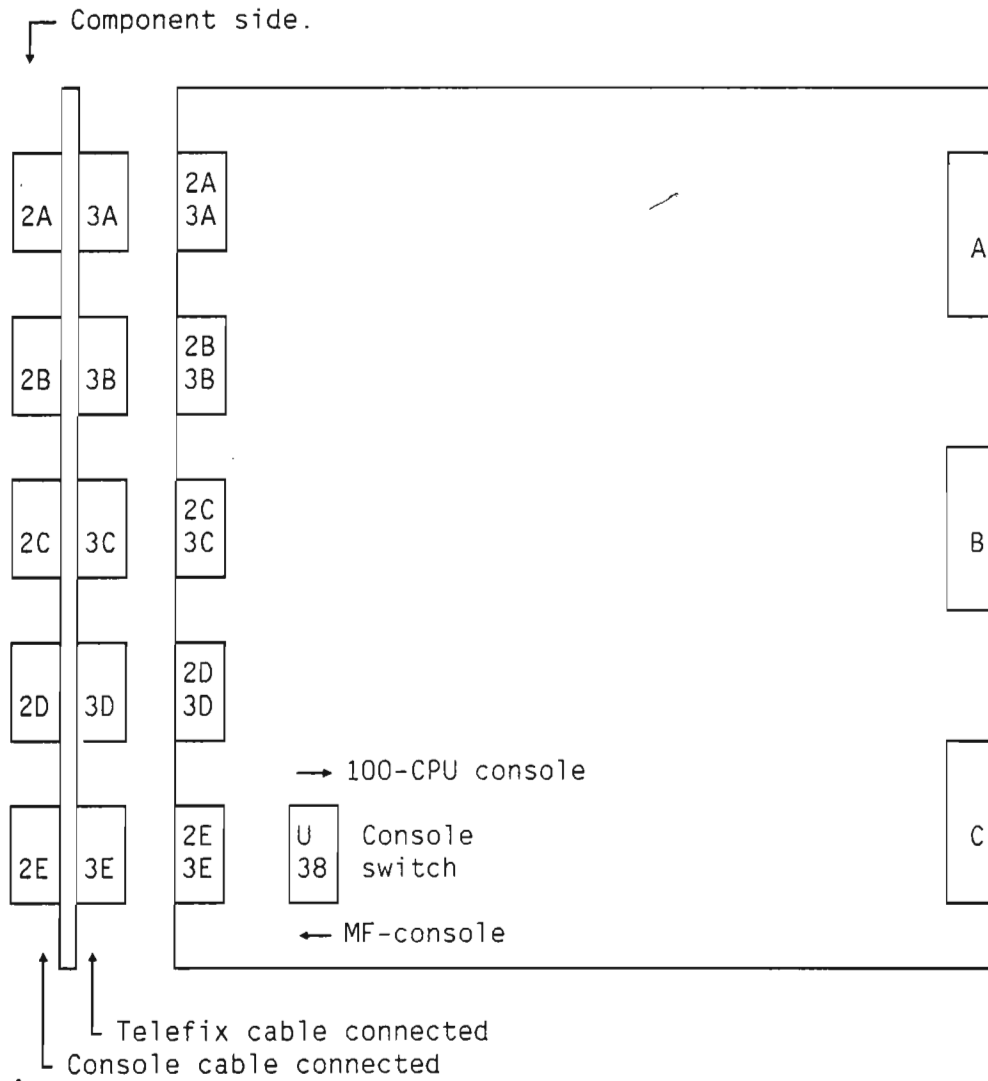 Component side.
2A 3A
2A
3A
A
2B 3B
2B
3B
2C 3C
2C
3C
B
2D 3D
2D
3D
100-CPU console
2E 3E
2E
3E
U
38
Console
switch
C
MF-console
Telefix cable connected
Console cable connected